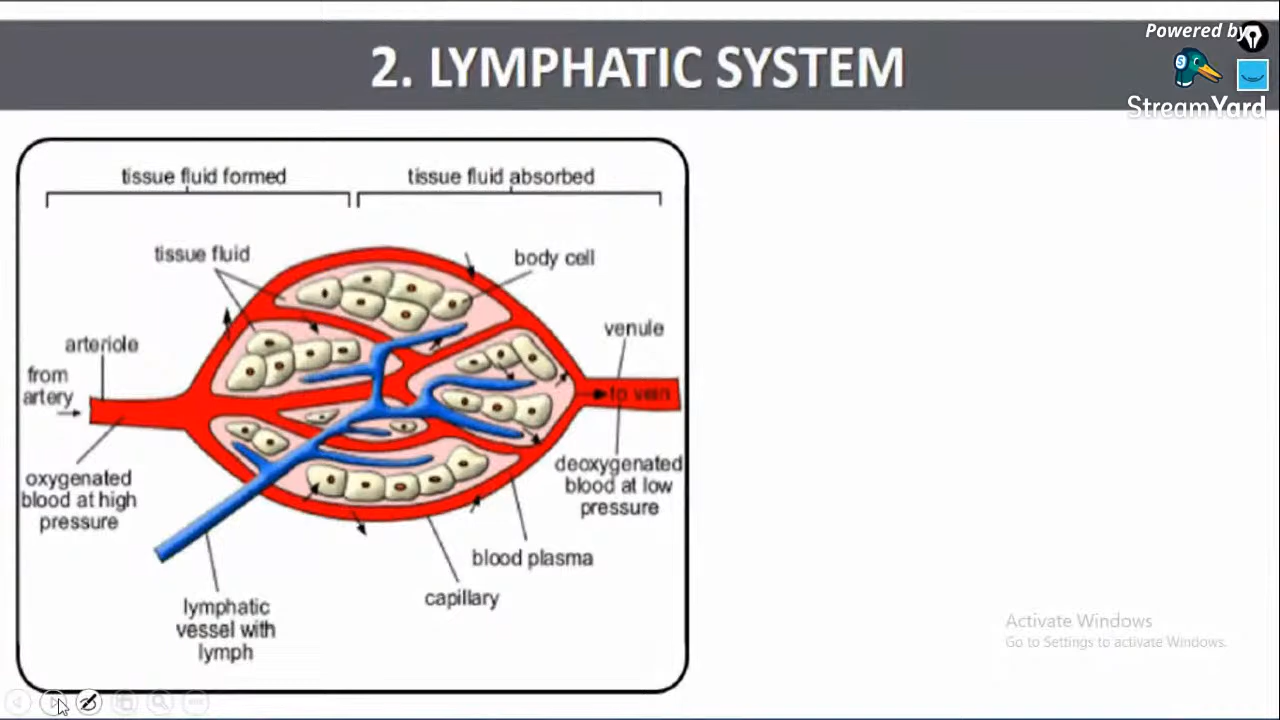 Powered by
StreamYard
2. LYMPHATIC SYSTEM
tissue fluid formed
tissue fluid absorbed
tissue fluid
body cell
venule
arteriole
from
artery
to vein
oxygenated
blood at high
pressure
deoxygenated
blood at low
pressure
blood plasma
capillary
lymphatic
vessel with
lymph
Activate Windows
Go to Settings to activate Windows.